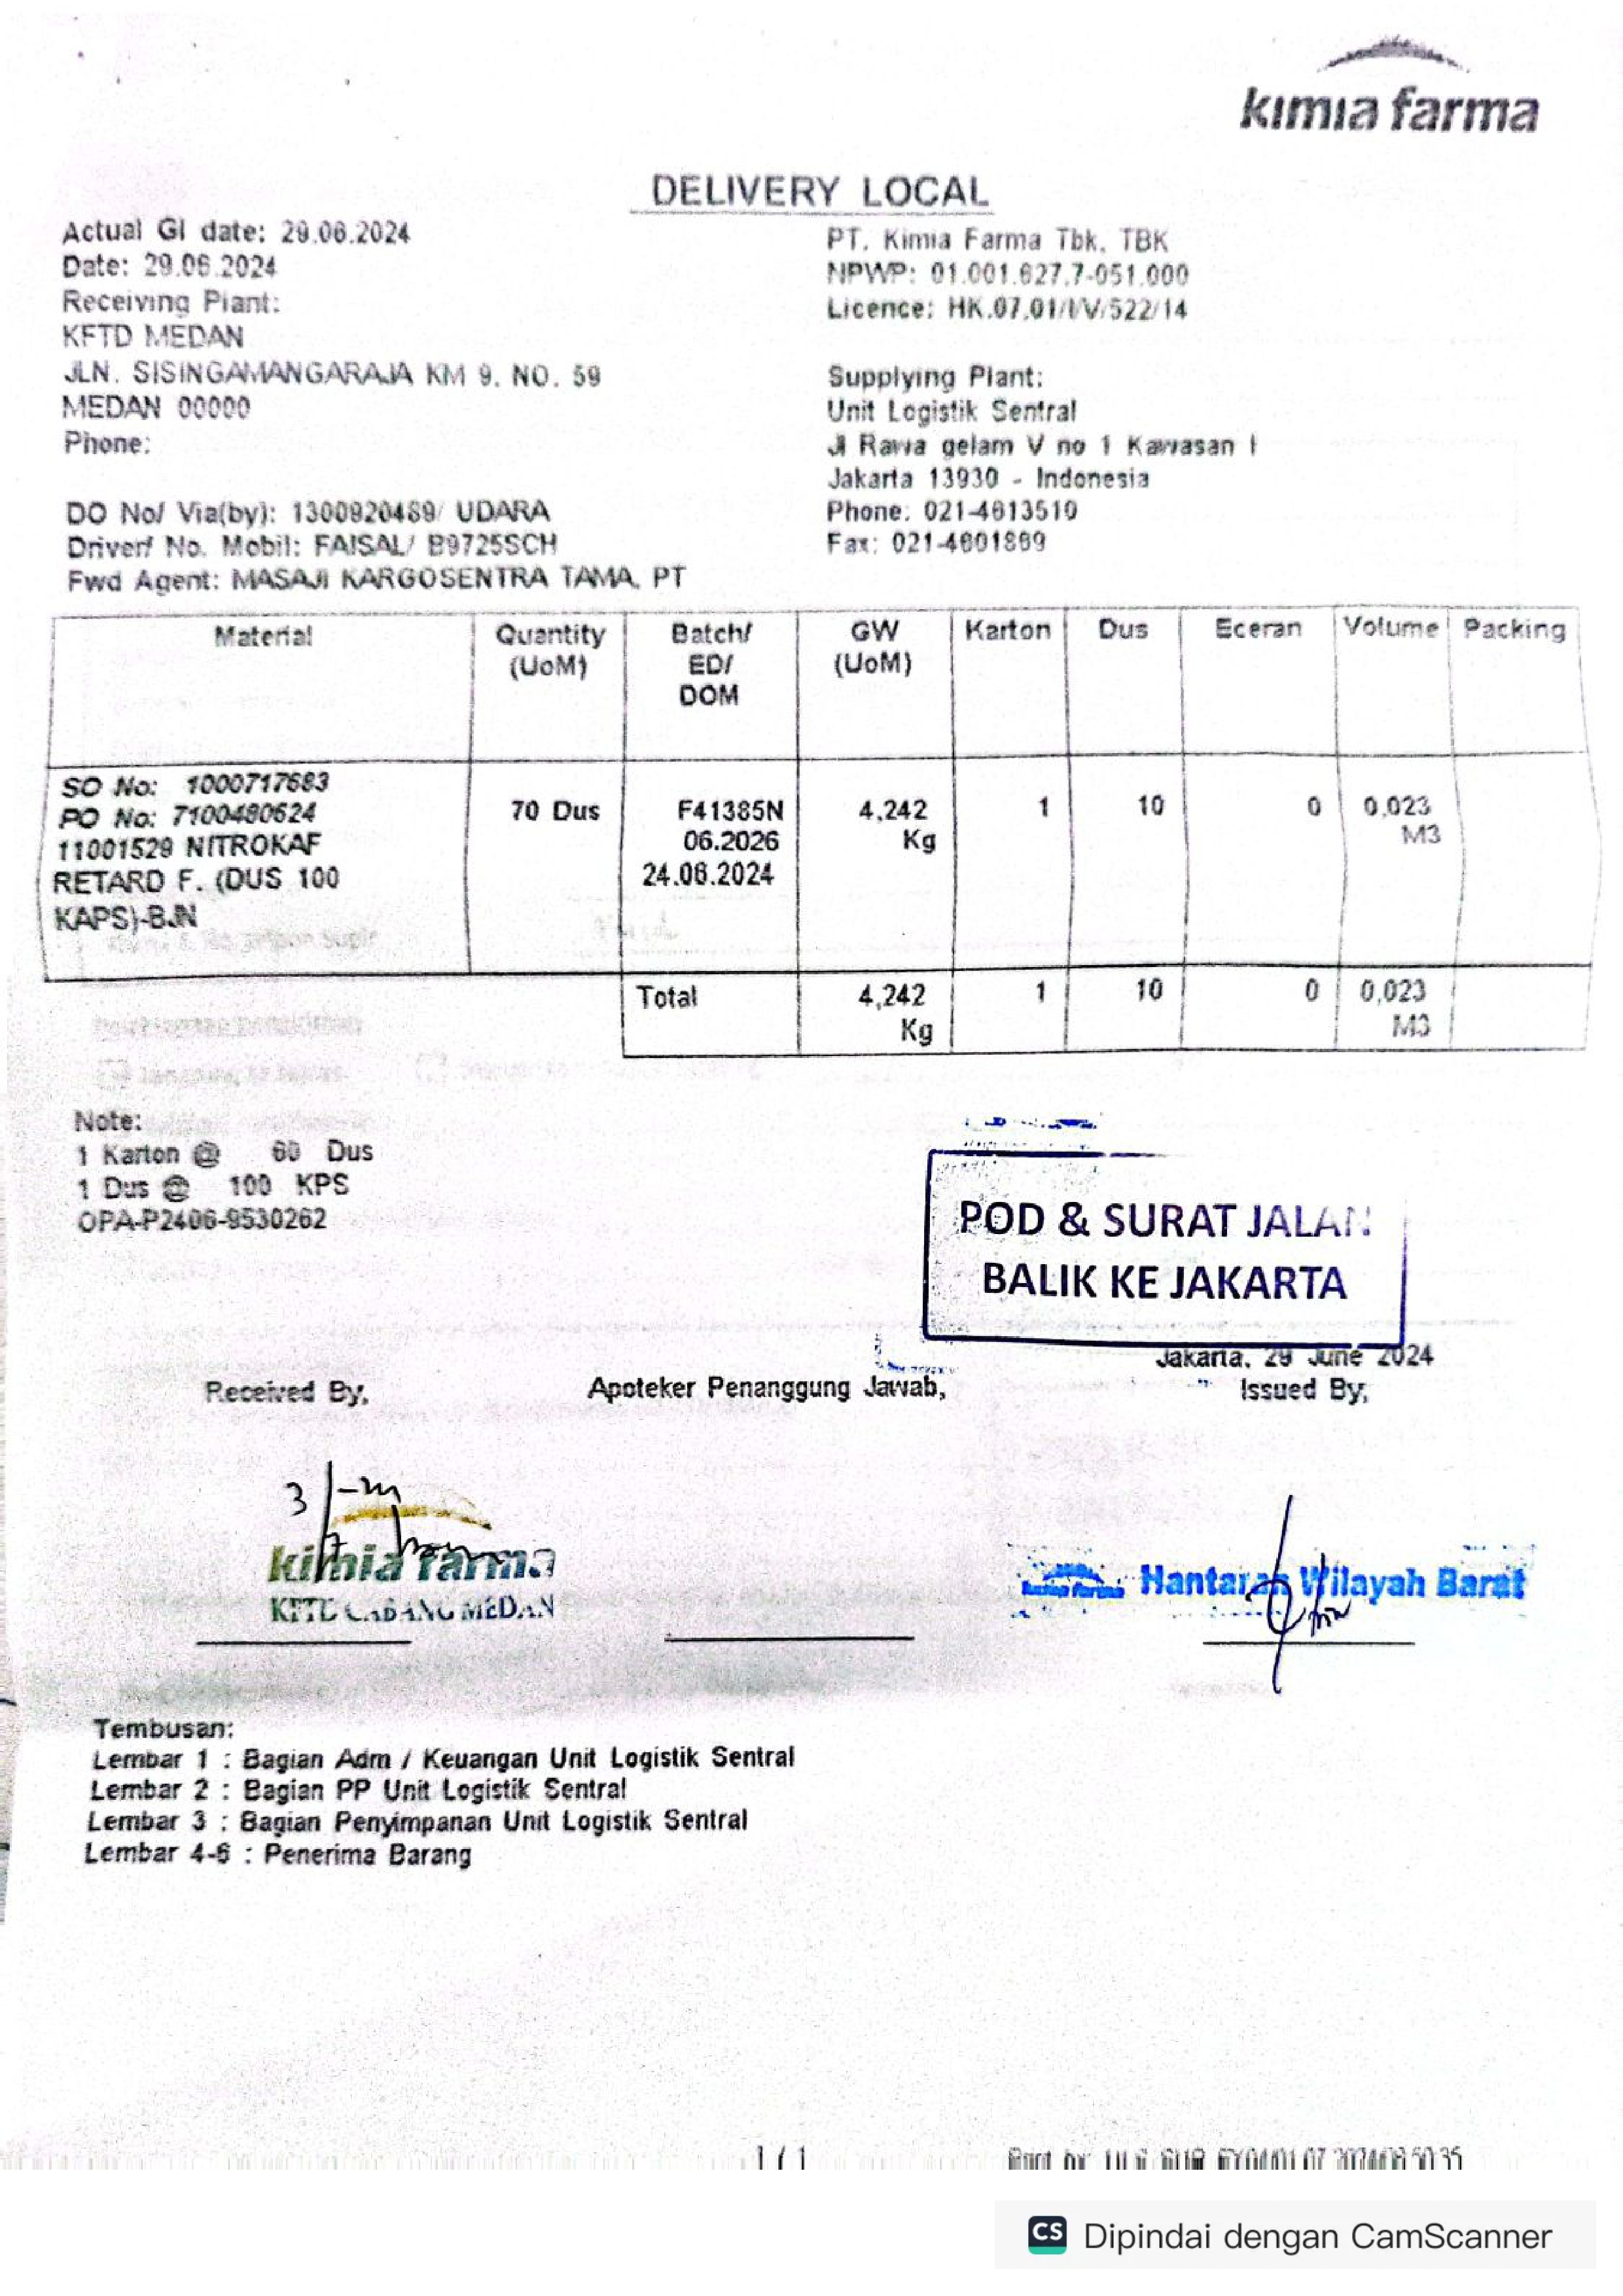 kimia farma
DELIVERY LOCAL
Actual GI date: 29.06.2024
Date: 29.06.2024
Receiving Plant:
KFTD MEDAN
JLN. SISINGAMANGARAJA KM 9. NO. 59
MEDAN 00000
Phone:
PT. Kimia Farma Tbk, TBK
NPWP: 01.001.627.7-051.000
Licence: HK.07.01/I/V/522/14
Supplying Plant:
Unit Logistik Sentral
Jl Rawa gelam V no 1 Kawasan I
Jakarta 13930 - Indonesia
Phone: 021-4613510
Fax: 021-4601869
DO No/ Via(by): 1300920489/ UDARA
Driver/ No. Mobil: FAISAL/ B9725SCH
Fwd Agent: MASAJI KARGOSENTRA TAMA, PT
Material Quantity (UoM) Batch/ ED/ DOM GW (UoM) Karton Dus Eceran Volume Packing
SO No: 1000717683
PO No: 7100480624
11001529 NITROKAF
RETARD F. (DUS 100
KAPS)-BJN
70 Dus
F41385N
06.2026
24.06.2024
4,242 Kg
1
10
0
0,023 M3
Total 4,242 Kg 1 10 0 0,023 M3
Note:
1 Karton @ 60 Dus
1 Dus @ 100 KPS
OPA-P2406-9530262
POD & SURAT JALAN
BALIK KE JAKARTA
Jakarta, 29 June 2024
Received By,
Apoteker Penanggung Jawab,
Issued By,
3/7
kimia farma
KFTD CABANG MEDAN
Hantaran Wilayah Barat
Tembusan:
Lembar 1 : Bagian Adm / Keuangan Unit Logistik Sentral
Lembar 2 : Bagian PP Unit Logistik Sentral
Lembar 3 : Bagian Penyimpanan Unit Logistik Sentral
Lembar 4-6 : Penerima Barang
1 / 1
CS Dipindai dengan CamScanner